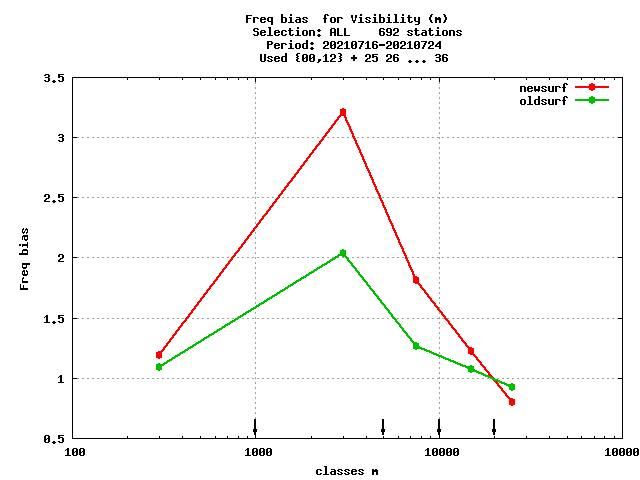 Freq bias  for Visibility (m)
Selection: ALL    692 stations
Period: 20210716-20210724
Used {00,12} + 25 26 ... 36
3.5
newsurf
oldsurf
3
2.5
2
1.5
1
0.5
Freq bias
100
1000
10000
10000
classes m